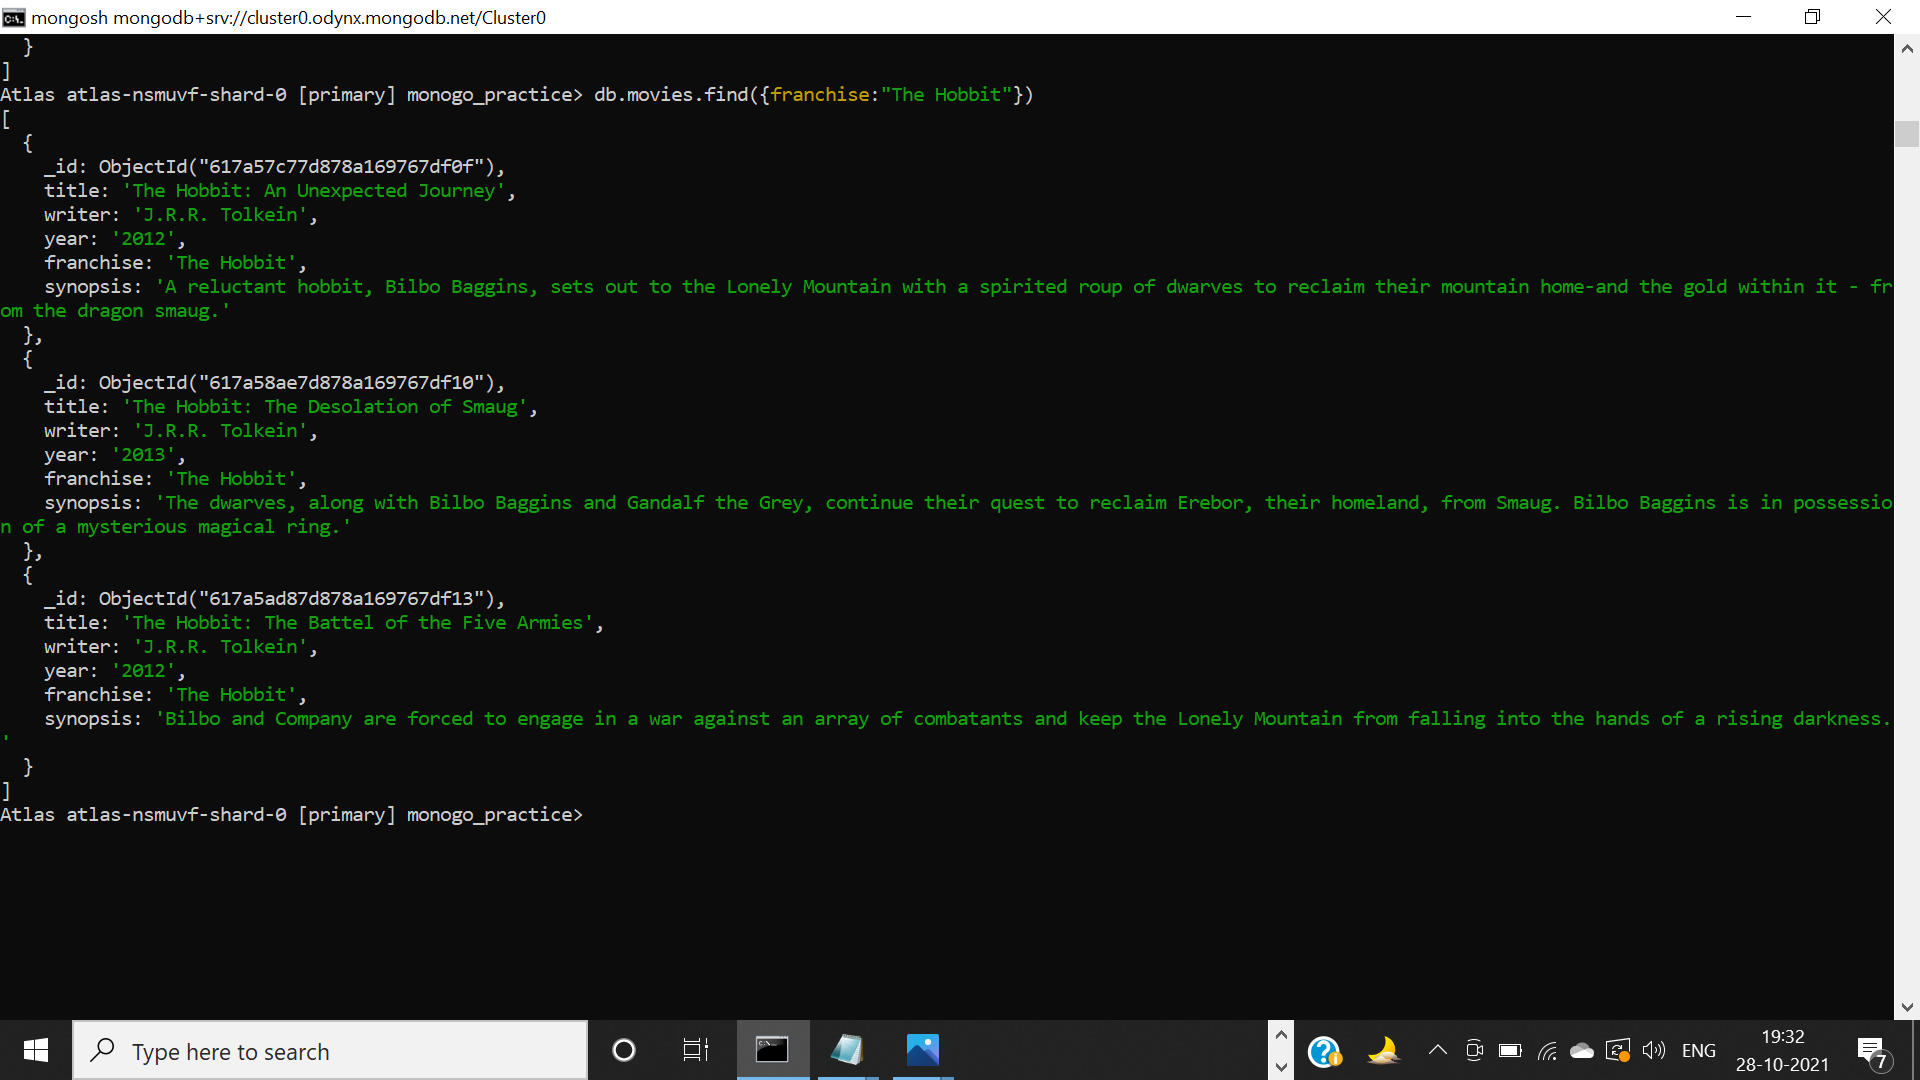 mongosh mongodb+srv://cluster0.odynx.mongodb.net/Cluster0
  }
]
Atlas atlas-nsmuvf-shard-0 [primary] monogo_practice> db.movies.find({franchise:"The Hobbit"})
[
  {
    _id: ObjectId("617a57c77d878a169767df0f"),
    title: 'The Hobbit: An Unexpected Journey',
    writer: 'J.R.R. Tolkein',
    year: '2012',
    franchise: 'The Hobbit',
    synopsis: 'A reluctant hobbit, Bilbo Baggins, sets out to the Lonely Mountain with a spirited roup of dwarves to reclaim their mountain home-and the gold within it - fr
om the dragon smaug.'
  },
  {
    _id: ObjectId("617a58ae7d878a169767df10"),
    title: 'The Hobbit: The Desolation of Smaug',
    writer: 'J.R.R. Tolkein',
    year: '2013',
    franchise: 'The Hobbit',
    synopsis: 'The dwarves, along with Bilbo Baggins and Gandalf the Grey, continue their quest to reclaim Erebor, their homeland, from Smaug. Bilbo Baggins is in possessio
n of a mysterious magical ring.'
  },
  {
    _id: ObjectId("617a5ad87d878a169767df13"),
    title: 'The Hobbit: The Battel of the Five Armies',
    writer: 'J.R.R. Tolkein',
    year: '2012',
    franchise: 'The Hobbit',
    synopsis: 'Bilbo and Company are forced to engage in a war against an array of combatants and keep the Lonely Mountain from falling into the hands of a rising darkness.
'
  }
]
Atlas atlas-nsmuvf-shard-0 [primary] monogo_practice>
Type here to search
ENG
19:32
28-10-2021
7